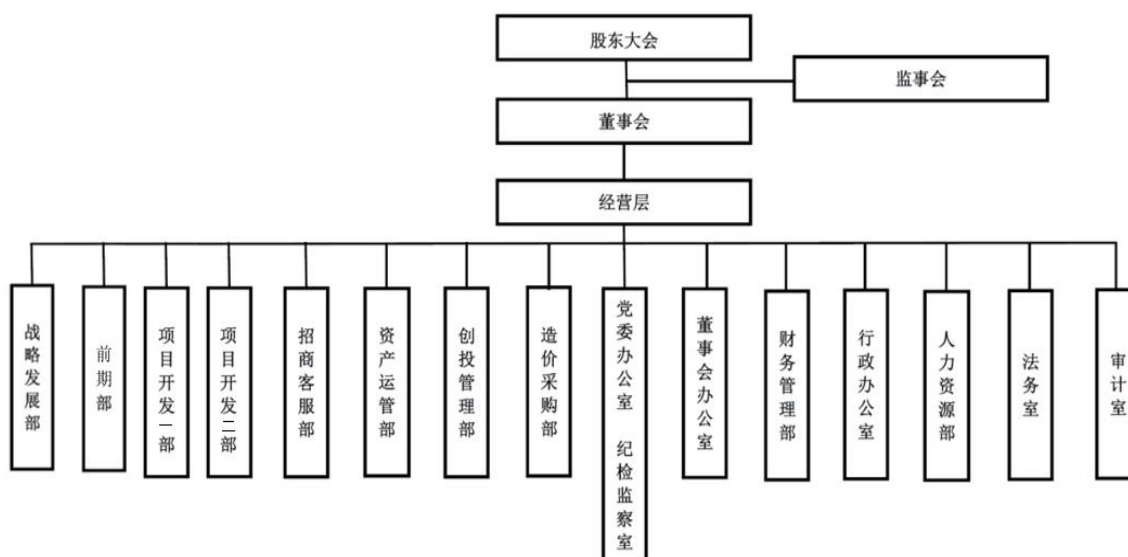 股东大会
监事会
董事会
经营层
战略发展部
前期部
项目开发一部
项目开发二部
招商客服部
资产运管部
创投管理部
造价采购部
党委办公室 纪检监察室
董事会办公室
财务管理部
行政办公室
人力资源部
法务室
审计室